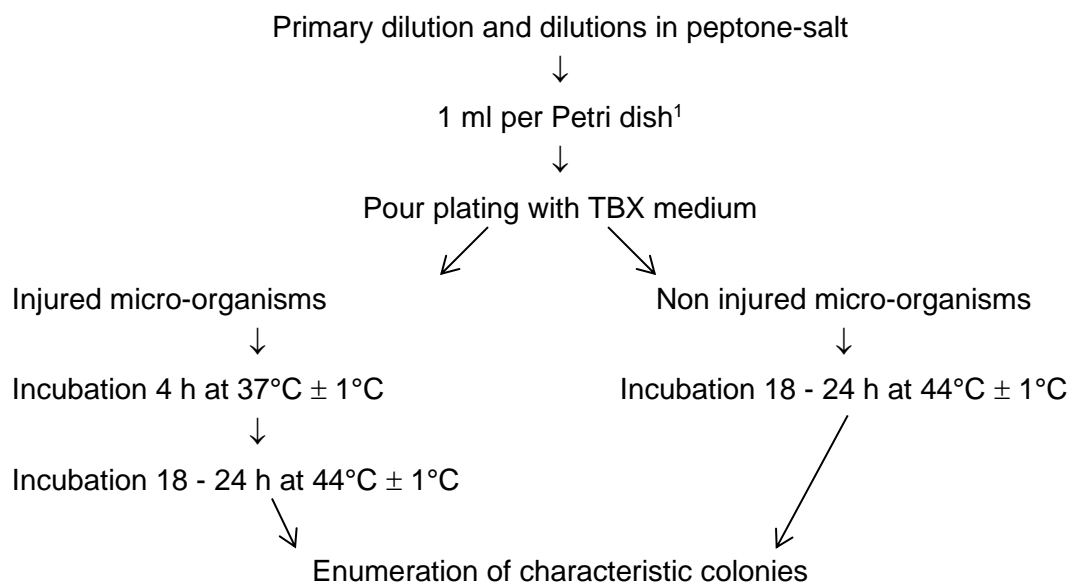 Primary dilution and dilutions in peptone-salt
↓
1 ml per Petri dish¹
↓
Pour plating with TBX medium
Injured micro-organisms
↓
Incubation 4 h at 37°C ± 1°C
↓
Incubation 18 - 24 h at 44°C ± 1°C
Non injured micro-organisms
↓
Incubation 18 - 24 h at 44°C ± 1°C
Enumeration of characteristic colonies